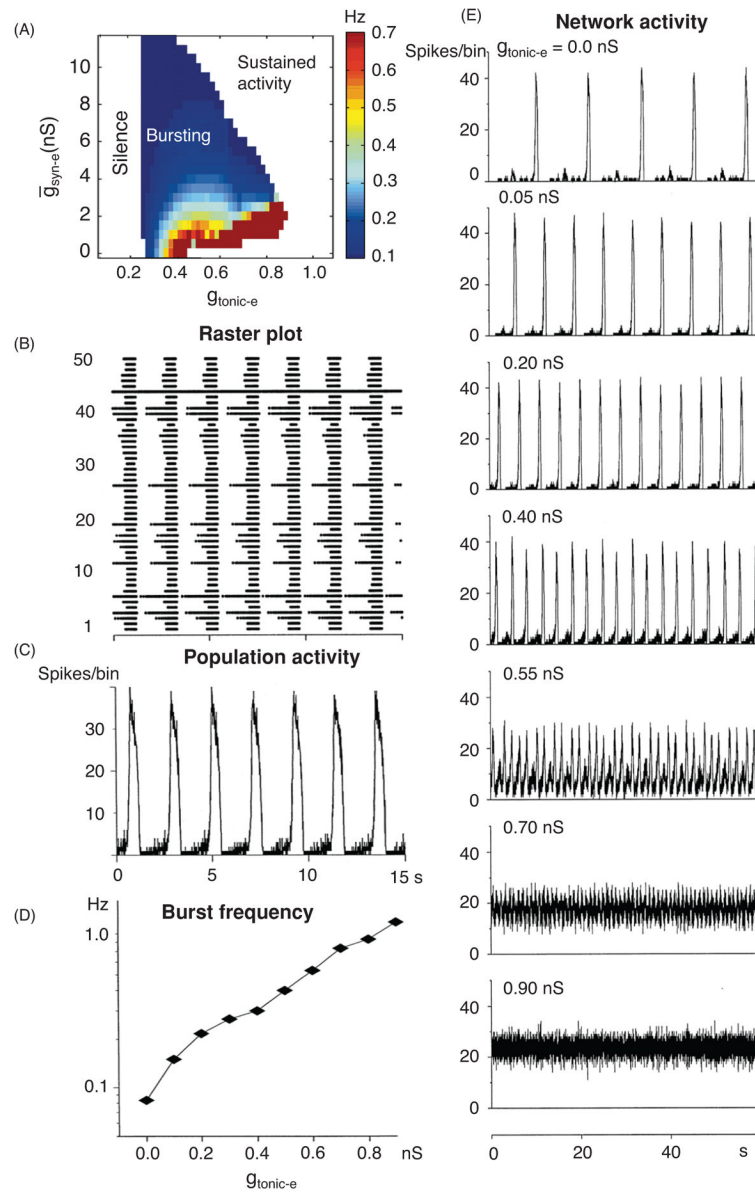 (A)
Hz
0.7
0.6
0.5
0.4
0.3
0.2
0.1
10
8
6
4
2
0
g̅syn-e(nS)
Silence
Bursting
Sustained
activity
0.2 0.4 0.6 0.8 1.0
gtonic-e
(B)
Raster plot
50
40
30
20
10
1
(C)
Population activity
Spikes/bin
30
20
10
0 5 10 15 s
(D)
Hz
Burst frequency
1.0
0.1
0.0 0.2 0.4 0.6 0.8 nS
gtonic-e
(E)
Network activity
Spikes/bin
gtonic-e = 0.0 nS
40
20
0
0.05 nS
40
20
0
0.20 nS
40
20
0
0.40 nS
40
20
0
0.55 nS
40
20
0
0.70 nS
40
20
0
0.90 nS
40
20
0
0 20 40 s